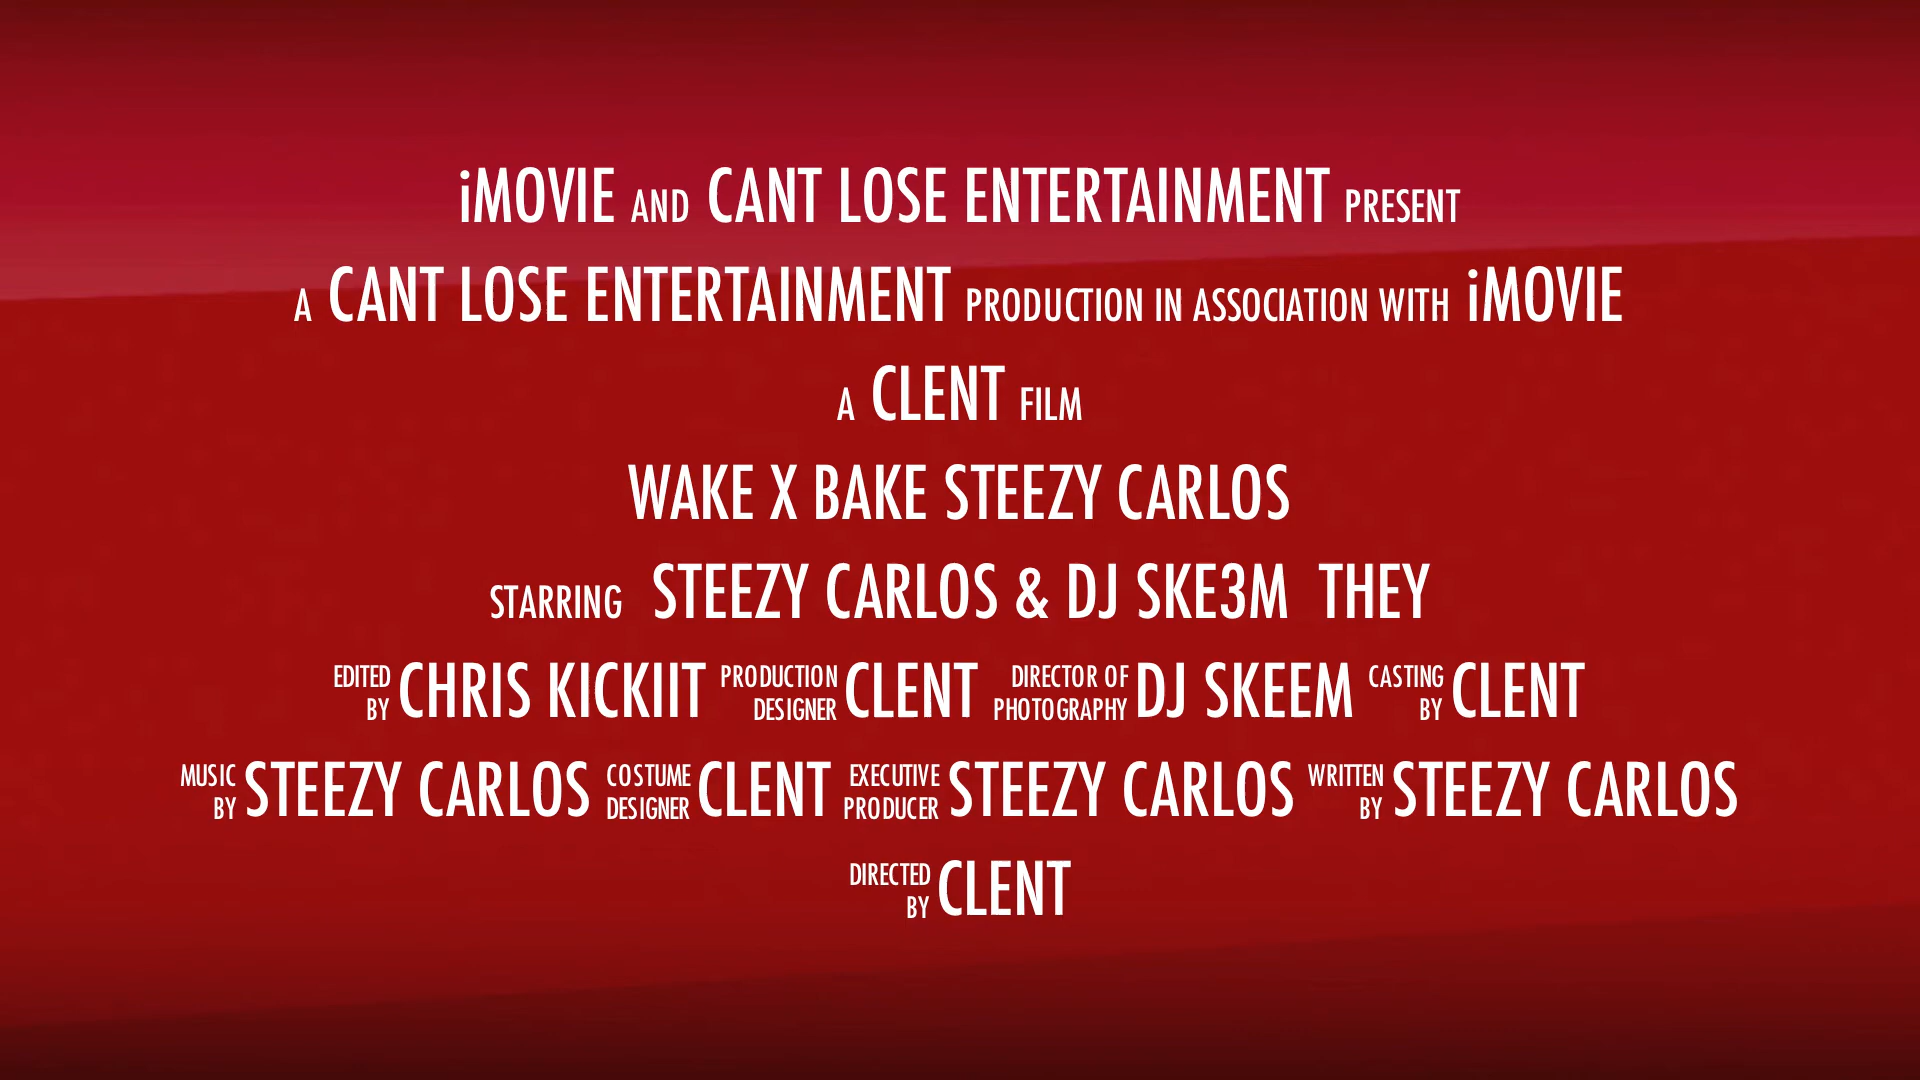 iMOVIE AND CANT LOSE ENTERTAINMENT PRESENT
A CANT LOSE ENTERTAINMENT PRODUCTION IN ASSOCIATION WITH iMOVIE
A CLENT FILM
WAKE X BAKE STEEZY CARLOS
STARRING STEEZY CARLOS & DJ SKE3M THEY
EDITED BY CHRIS KICKIIT PRODUCTION DESIGNER CLENT DIRECTOR OF PHOTOGRAPHY DJ SKEEM CASTING BY CLENT
MUSIC BY STEEZY CARLOS COSTUME DESIGNER CLENT EXECUTIVE PRODUCER STEEZY CARLOS WRITTEN BY STEEZY CARLOS
DIRECTED BY CLENT